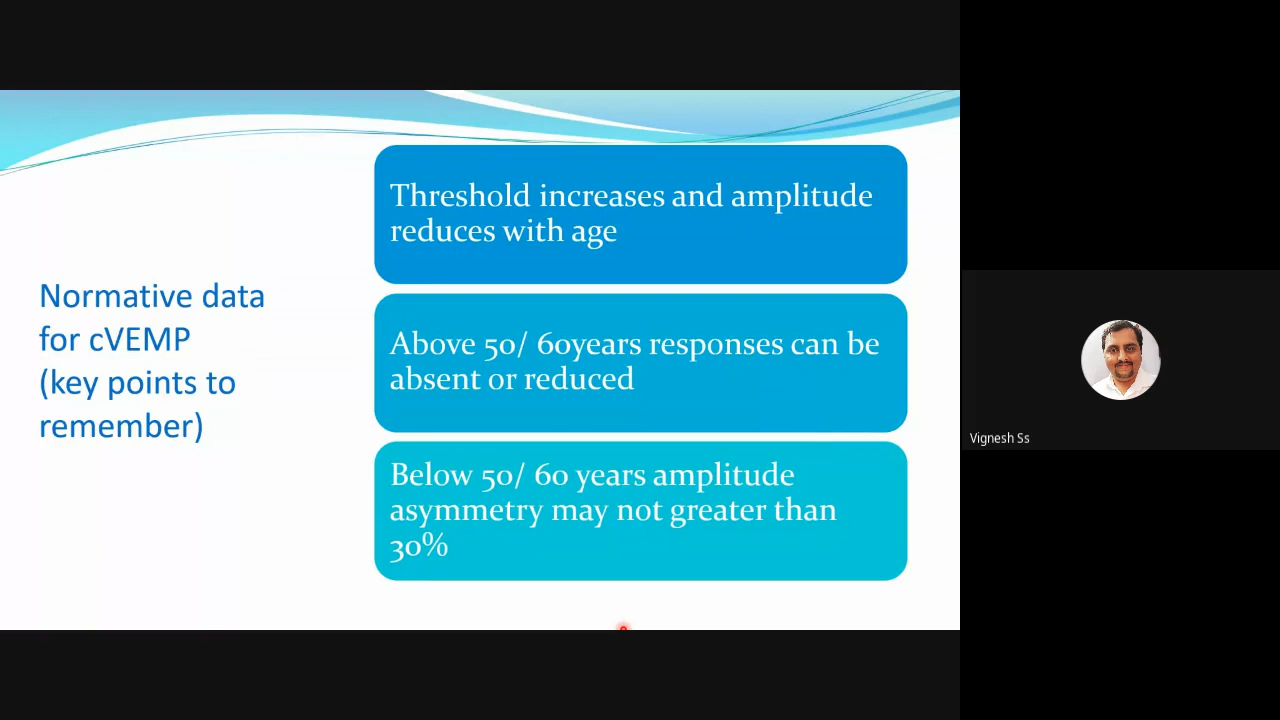 Normative data
for cVEMP
(key points to
remember)
Threshold increases and amplitude
reduces with age
Above 50/ 60years responses can be
absent or reduced
Below 50/ 60 years amplitude
asymmetry may not greater than
30%
Vignesh Ss